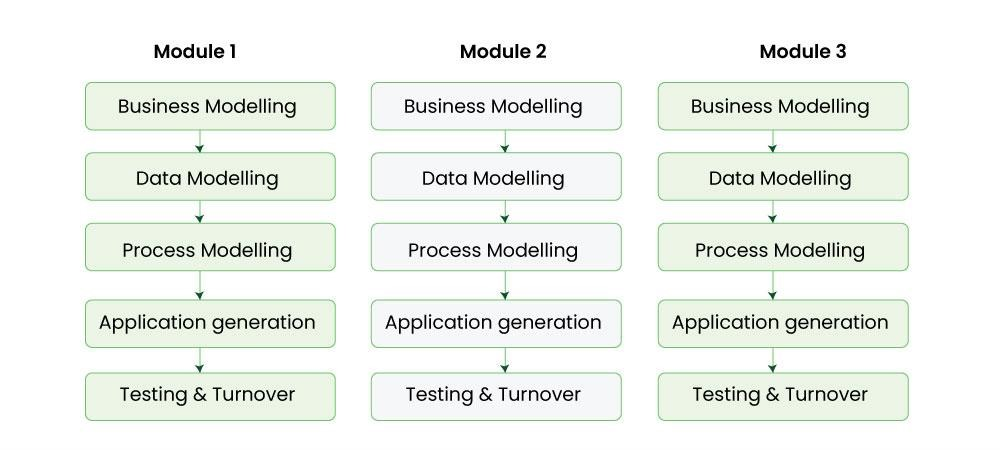 Module 1
Business Modelling
Data Modelling
Process Modelling
Application generation
Testing & Turnover
Module 2
Business Modelling
Data Modelling
Process Modelling
Application generation
Testing & Turnover
Module 3
Business Modelling
Data Modelling
Process Modelling
Application generation
Testing & Turnover